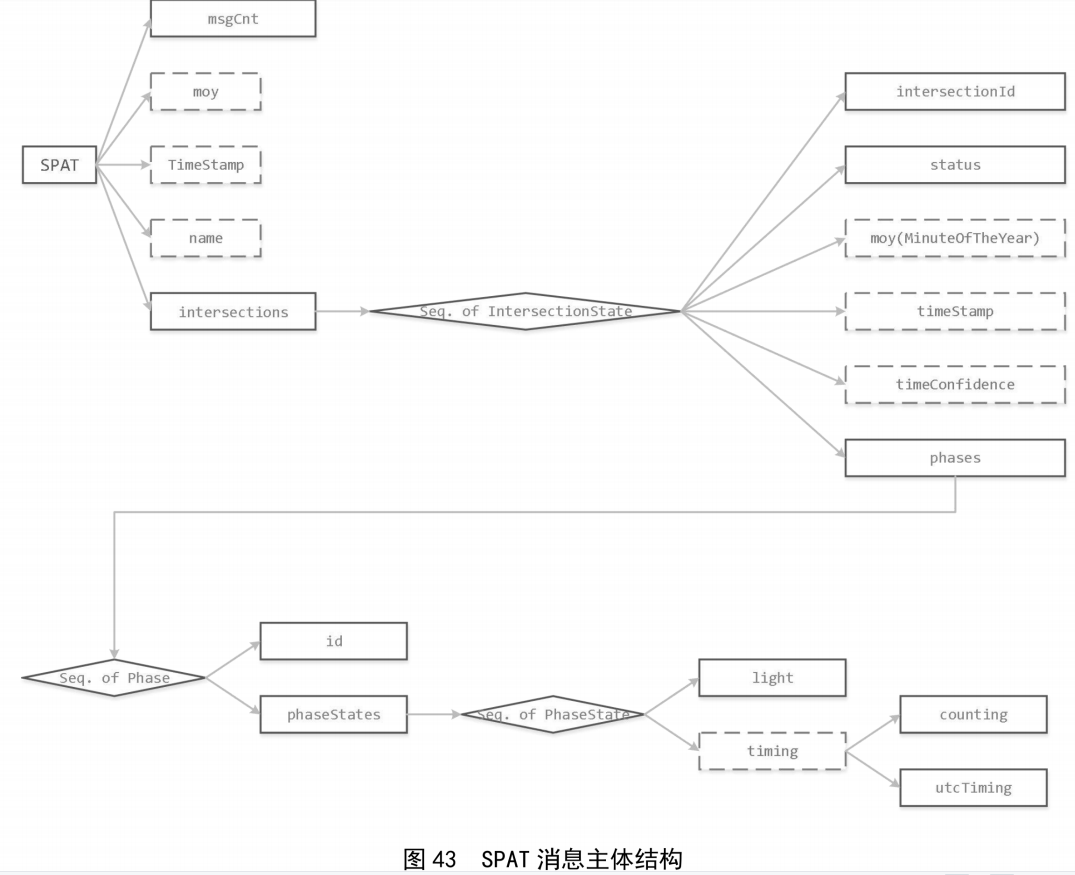 msgCnt
moy
SPAT
TimeStamp
name
intersections
Seq. of IntersectionState
intersectionId
status
moy(MinuteOfTheYear)
timeStamp
timeConfidence
phases
Seq. of Phase
id
phaseStates
Seq. of PhaseState
light
timing
counting
utcTiming
图 43 SPAT 消息主体结构